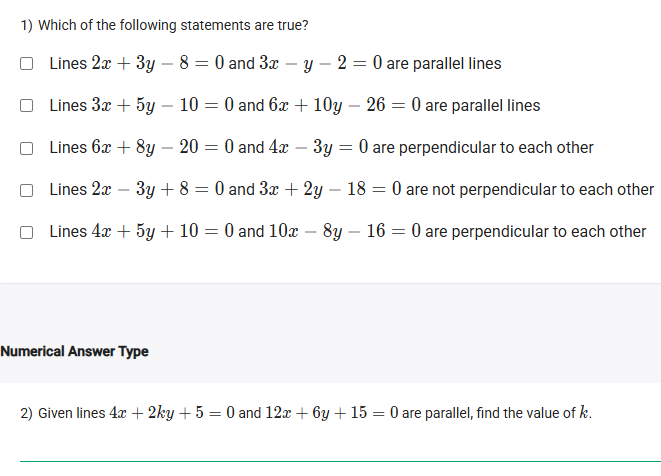 1) Which of the following statements are true?
Lines 2x + 3y − 8 = 0 and 3x − y − 2 = 0 are parallel lines
Lines 3x + 5y − 10 = 0 and 6x + 10y − 26 = 0 are parallel lines
Lines 6x + 8y − 20 = 0 and 4x − 3y = 0 are perpendicular to each other
Lines 2x − 3y + 8 = 0 and 3x + 2y − 18 = 0 are not perpendicular to each other
Lines 4x + 5y + 10 = 0 and 10x − 8y − 16 = 0 are perpendicular to each other
Numerical Answer Type
2) Given lines 4x + 2ky + 5 = 0 and 12x + 6y + 15 = 0 are parallel, find the value of k.